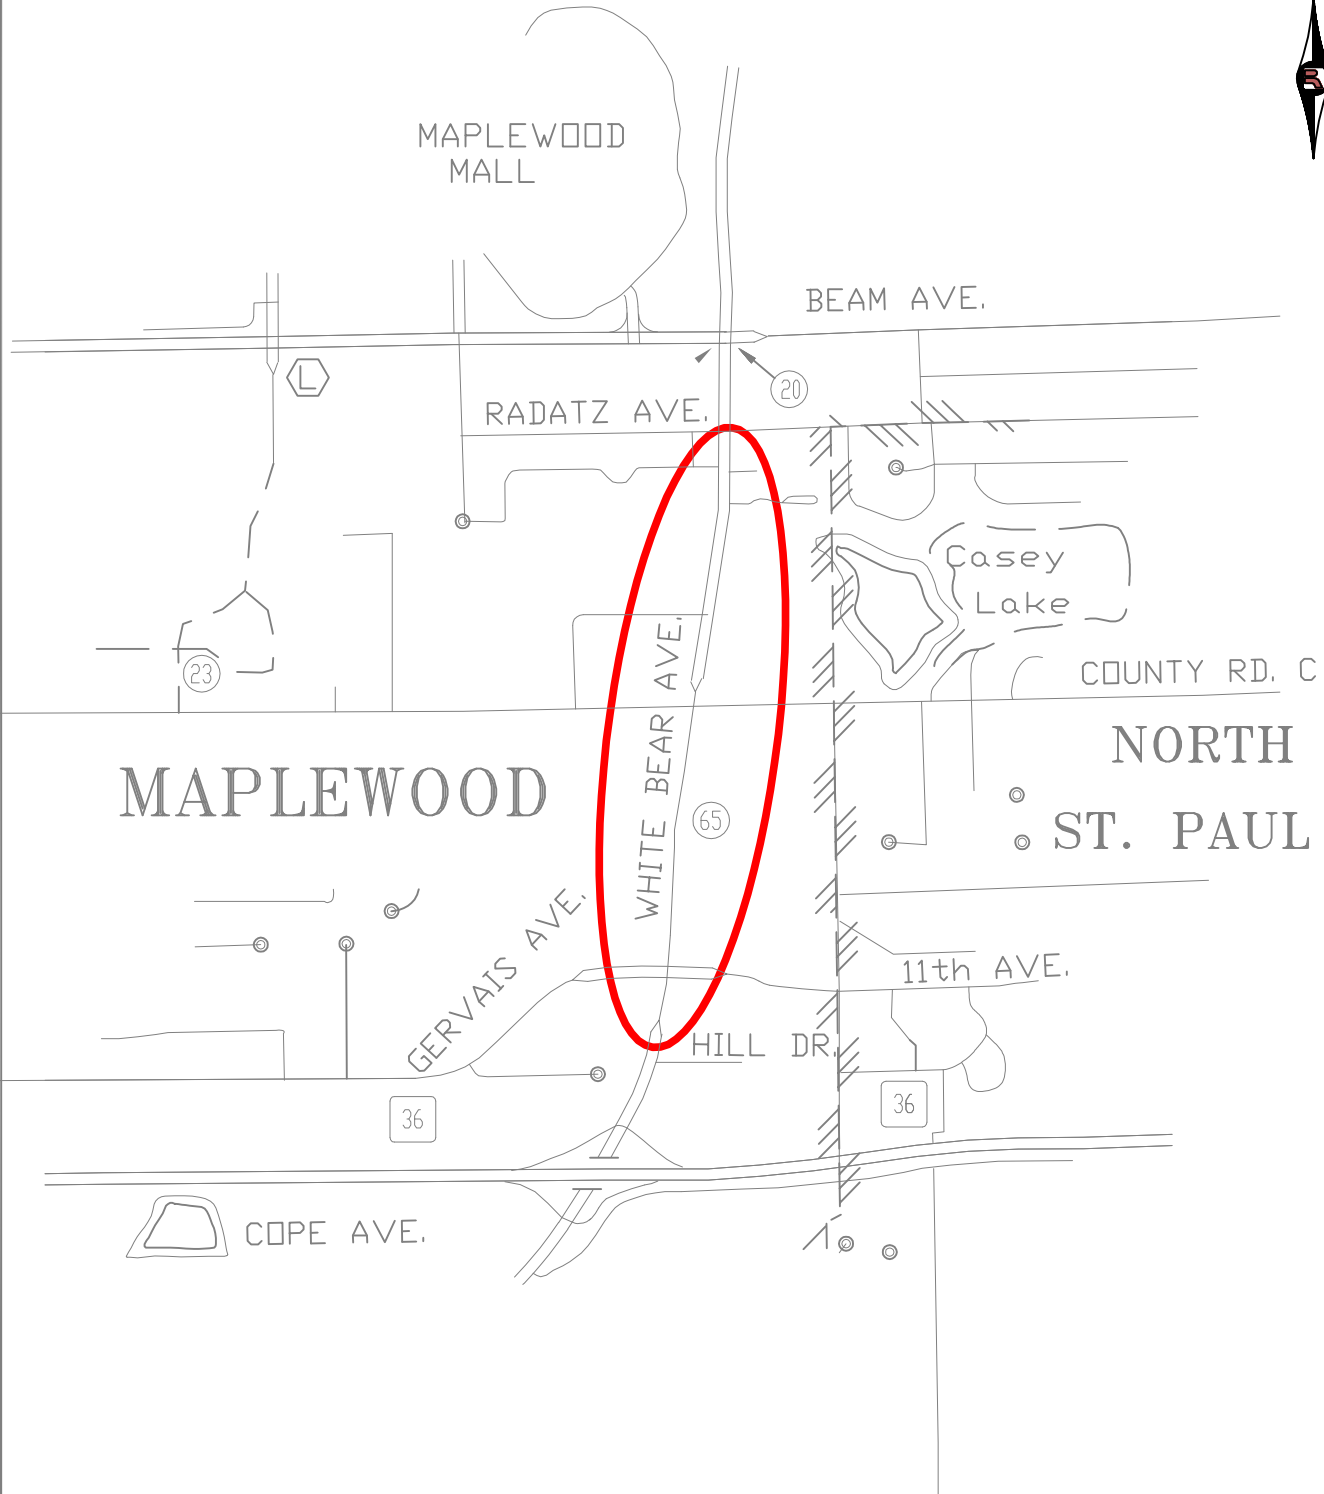 MAPLEWOOD
MALL
BEAM AVE.
L
20
RADATZ AVE.
Casey
Lake
23
COUNTY RD. C
WHITE BEAR AVE.
NORTH
ST. PAUL
MAPLEWOOD
65
GERVAIS AVE.
11th AVE.
HILL DR.
36
36
COPE AVE.